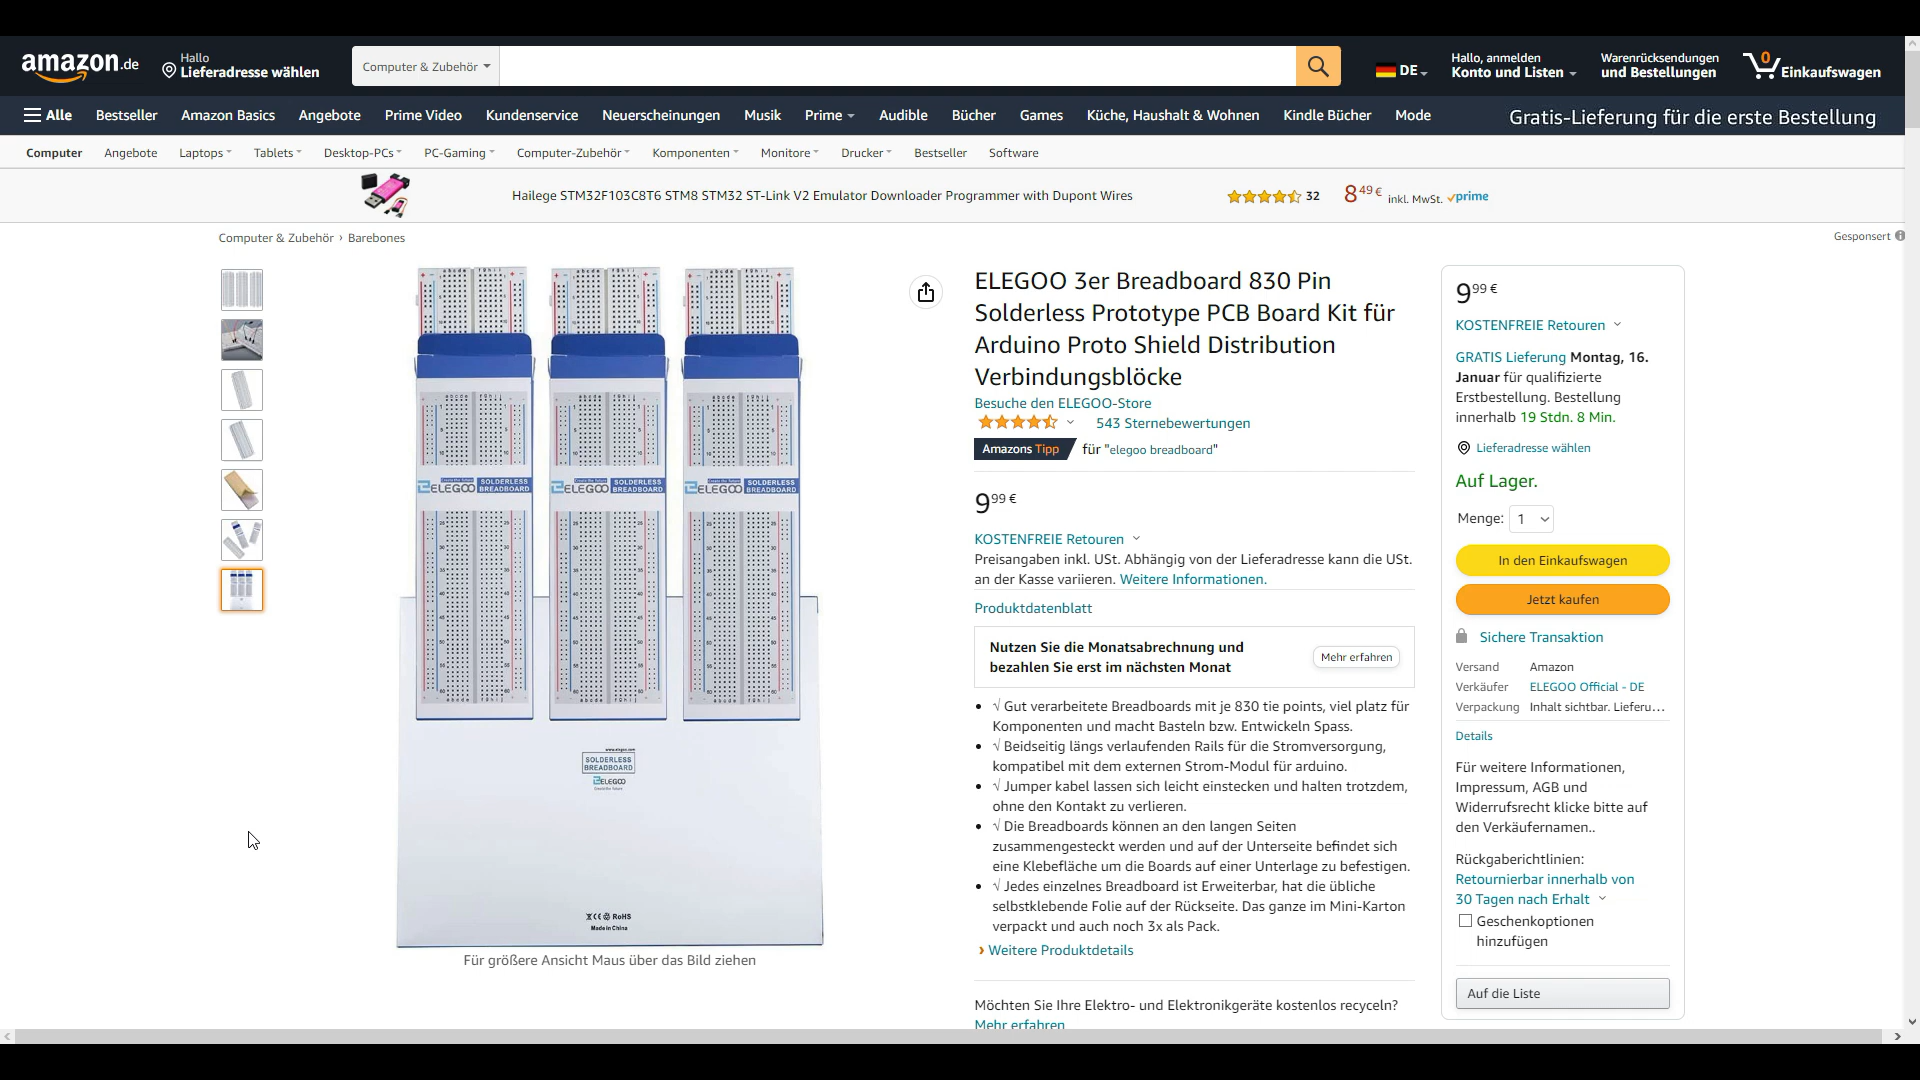 amazon.de
Hallo
Lieferadresse wählen
Computer & Zubehör
DE
Hallo, anmelden
Konto und Listen
Warenrücksendungen
und Bestellungen
0
Einkaufswagen
Alle Bestseller Amazon Basics Angebote Prime Video Kundenservice Neuerscheinungen Musik Prime Audible Bücher Games Küche, Haushalt & Wohnen Kindle Bücher Mode
Gratis-Lieferung für die erste Bestellung
Computer Angebote Laptops Tablets Desktop-PCs PC-Gaming Computer-Zubehör Komponenten Monitore Drucker Bestseller Software
Hailege STM32F103C8T6 STM8 STM32 ST-Link V2 Emulator Downloader Programmer with Dupont Wires
32
8 49 € inkl. MwSt. prime
Computer & Zubehör › Barebones
Gesponsert
ELEGOO SOLDERLESS BREADBOARD
ELEGOO SOLDERLESS BREADBOARD
ELEGOO SOLDERLESS BREADBOARD
www.elegoo.com
SOLDERLESS
BREADBOARD
ELEGOO
CE RoHS
Made in China
Für größere Ansicht Maus über das Bild ziehen
ELEGOO 3er Breadboard 830 Pin
Solderless Prototype PCB Board Kit für
Arduino Proto Shield Distribution
Verbindungsblöcke
Besuche den ELEGOO-Store
543 Sternebewertungen
Amazons Tipp für "elegoo breadboard"
9 99 €
KOSTENFREIE Retouren
Preisangaben inkl. USt. Abhängig von der Lieferadresse kann die USt.
an der Kasse variieren. Weitere Informationen.
Produktdatenblatt
Nutzen Sie die Monatsabrechnung und
bezahlen Sie erst im nächsten Monat
Mehr erfahren
• √ Gut verarbeitete Breadboards mit je 830 tie points, viel platz für
Komponenten und macht Basteln bzw. Entwickeln Spass.
• √ Beidseitig längs verlaufenden Rails für die Stromversorgung,
kompatibel mit dem externen Strom-Modul für arduino.
• √ Jumper kabel lassen sich leicht einstecken und halten trotzdem,
ohne den Kontakt zu verlieren.
• √ Die Breadboards können an den langen Seiten
zusammengesteckt werden und auf der Unterseite befindet sich
eine Klebefläche um die Boards auf einer Unterlage zu befestigen.
• √ Jedes einzelnes Breadboard ist Erweiterbar, hat die übliche
selbstklebende Folie auf der Rückseite. Das ganze im Mini-Karton
verpackt und auch noch 3x als Pack.
› Weitere Produktdetails
Möchten Sie Ihre Elektro- und Elektronikgeräte kostenlos recyceln?
Mehr erfahren
9 99 €
KOSTENFREIE Retouren
GRATIS Lieferung Montag, 16.
Januar für qualifizierte
Erstbestellung. Bestellung
innerhalb 19 Stdn. 8 Min.
Lieferadresse wählen
Auf Lager.
Menge: 1
In den Einkaufswagen
Jetzt kaufen
Sichere Transaktion
Versand Amazon
Verkäufer ELEGOO Official - DE
Verpackung Inhalt sichtbar. Lieferu…
Details
Für weitere Informationen,
Impressum, AGB und
Widerrufsrecht klicke bitte auf
den Verkäufernamen..
Rückgaberichtlinien:
Retournierbar innerhalb von
30 Tagen nach Erhalt
Geschenkoptionen
hinzufügen
Auf die Liste